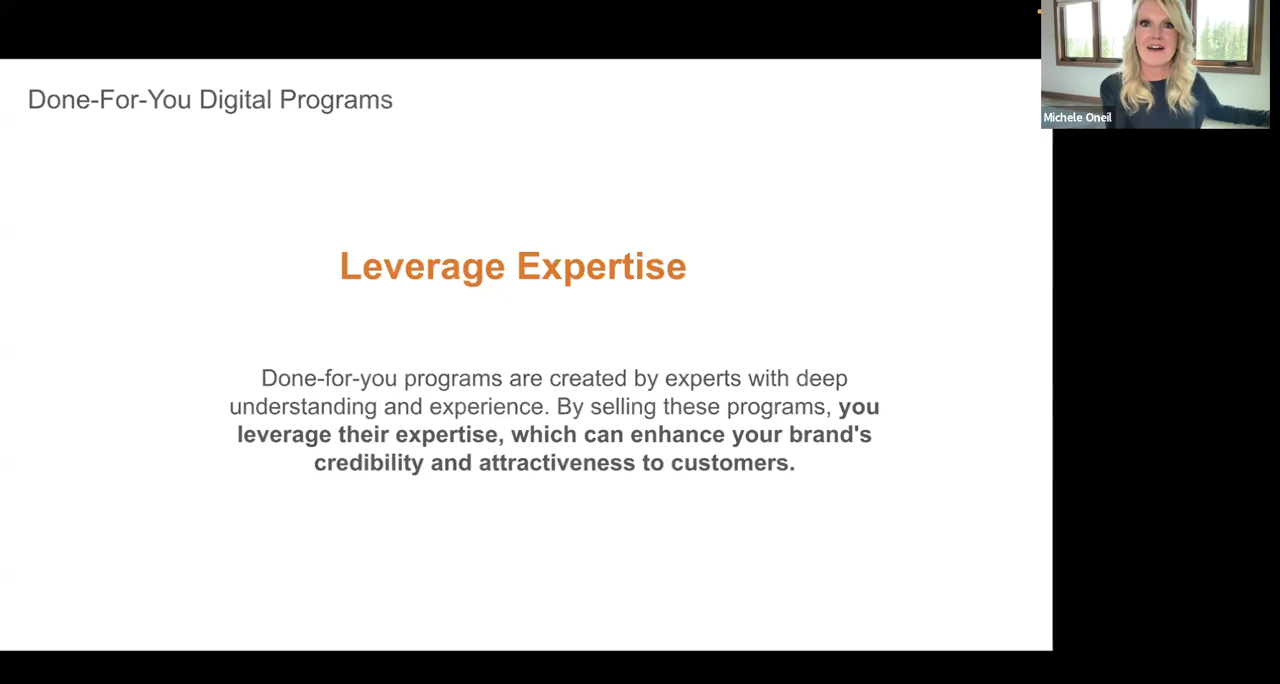 Done-For-You Digital Programs
Michele Oneil
Leverage Expertise
Done-for-you programs are created by experts with deep
understanding and experience. By selling these programs, you
leverage their expertise, which can enhance your brand's
credibility and attractiveness to customers.